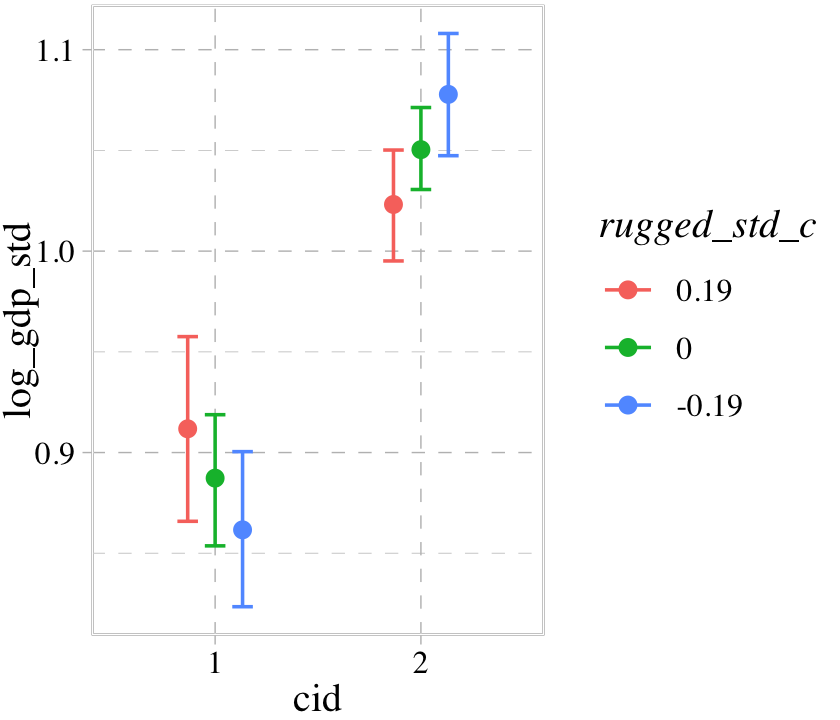 1.1
1.0
0.9
log_gdp_std
1 2
cid
rugged_std_c
0.19
0
-0.19